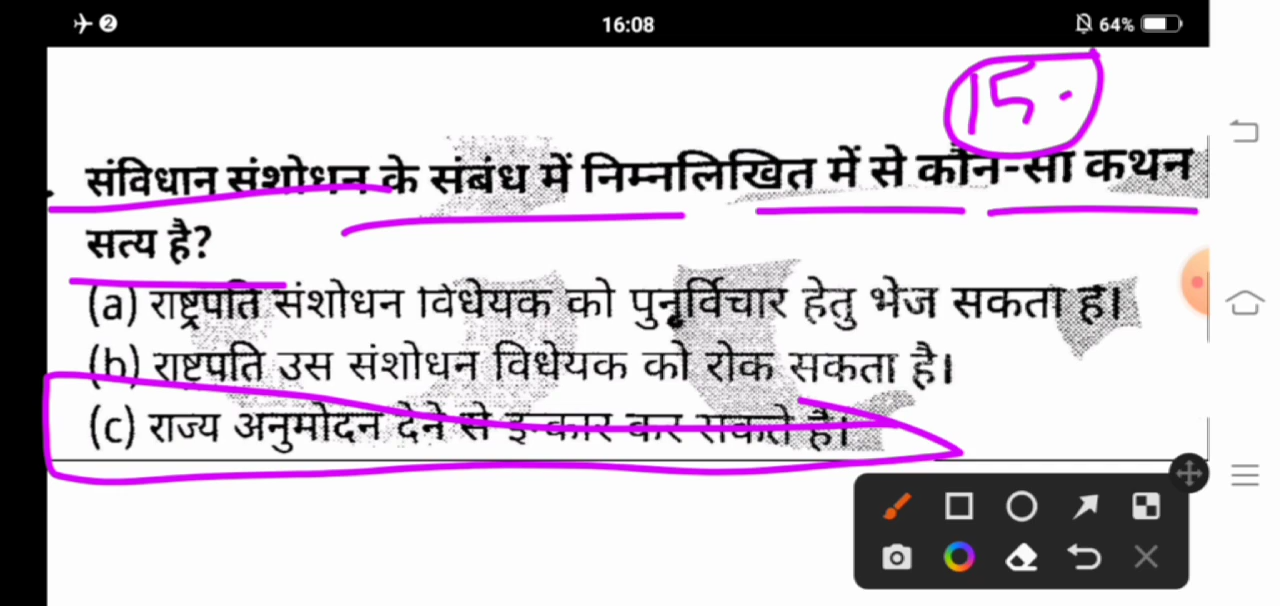 2 16:08 64%
15.
संविधान संशोधन के संबंध में निम्नलिखित में से कौन-सा कथन
सत्य है?
(a) राष्ट्रपति संशोधन विधेयक को पुनर्विचार हेतु भेज सकता है।
(b) राष्ट्रपति उस संशोधन विधेयक को रोक सकता है।
(c) राज्य अनुमोदन देने से इन्कार कर सकते है।